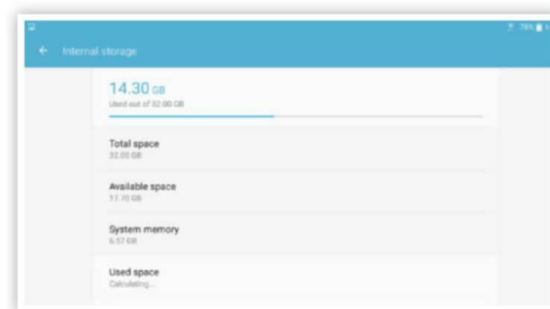 76%
← Internal storage
14.30 GB
Used out of 32.00 GB
Total space
32.00 GB
Available space
17.70 GB
System memory
6.57 GB
Used space
Calculating...